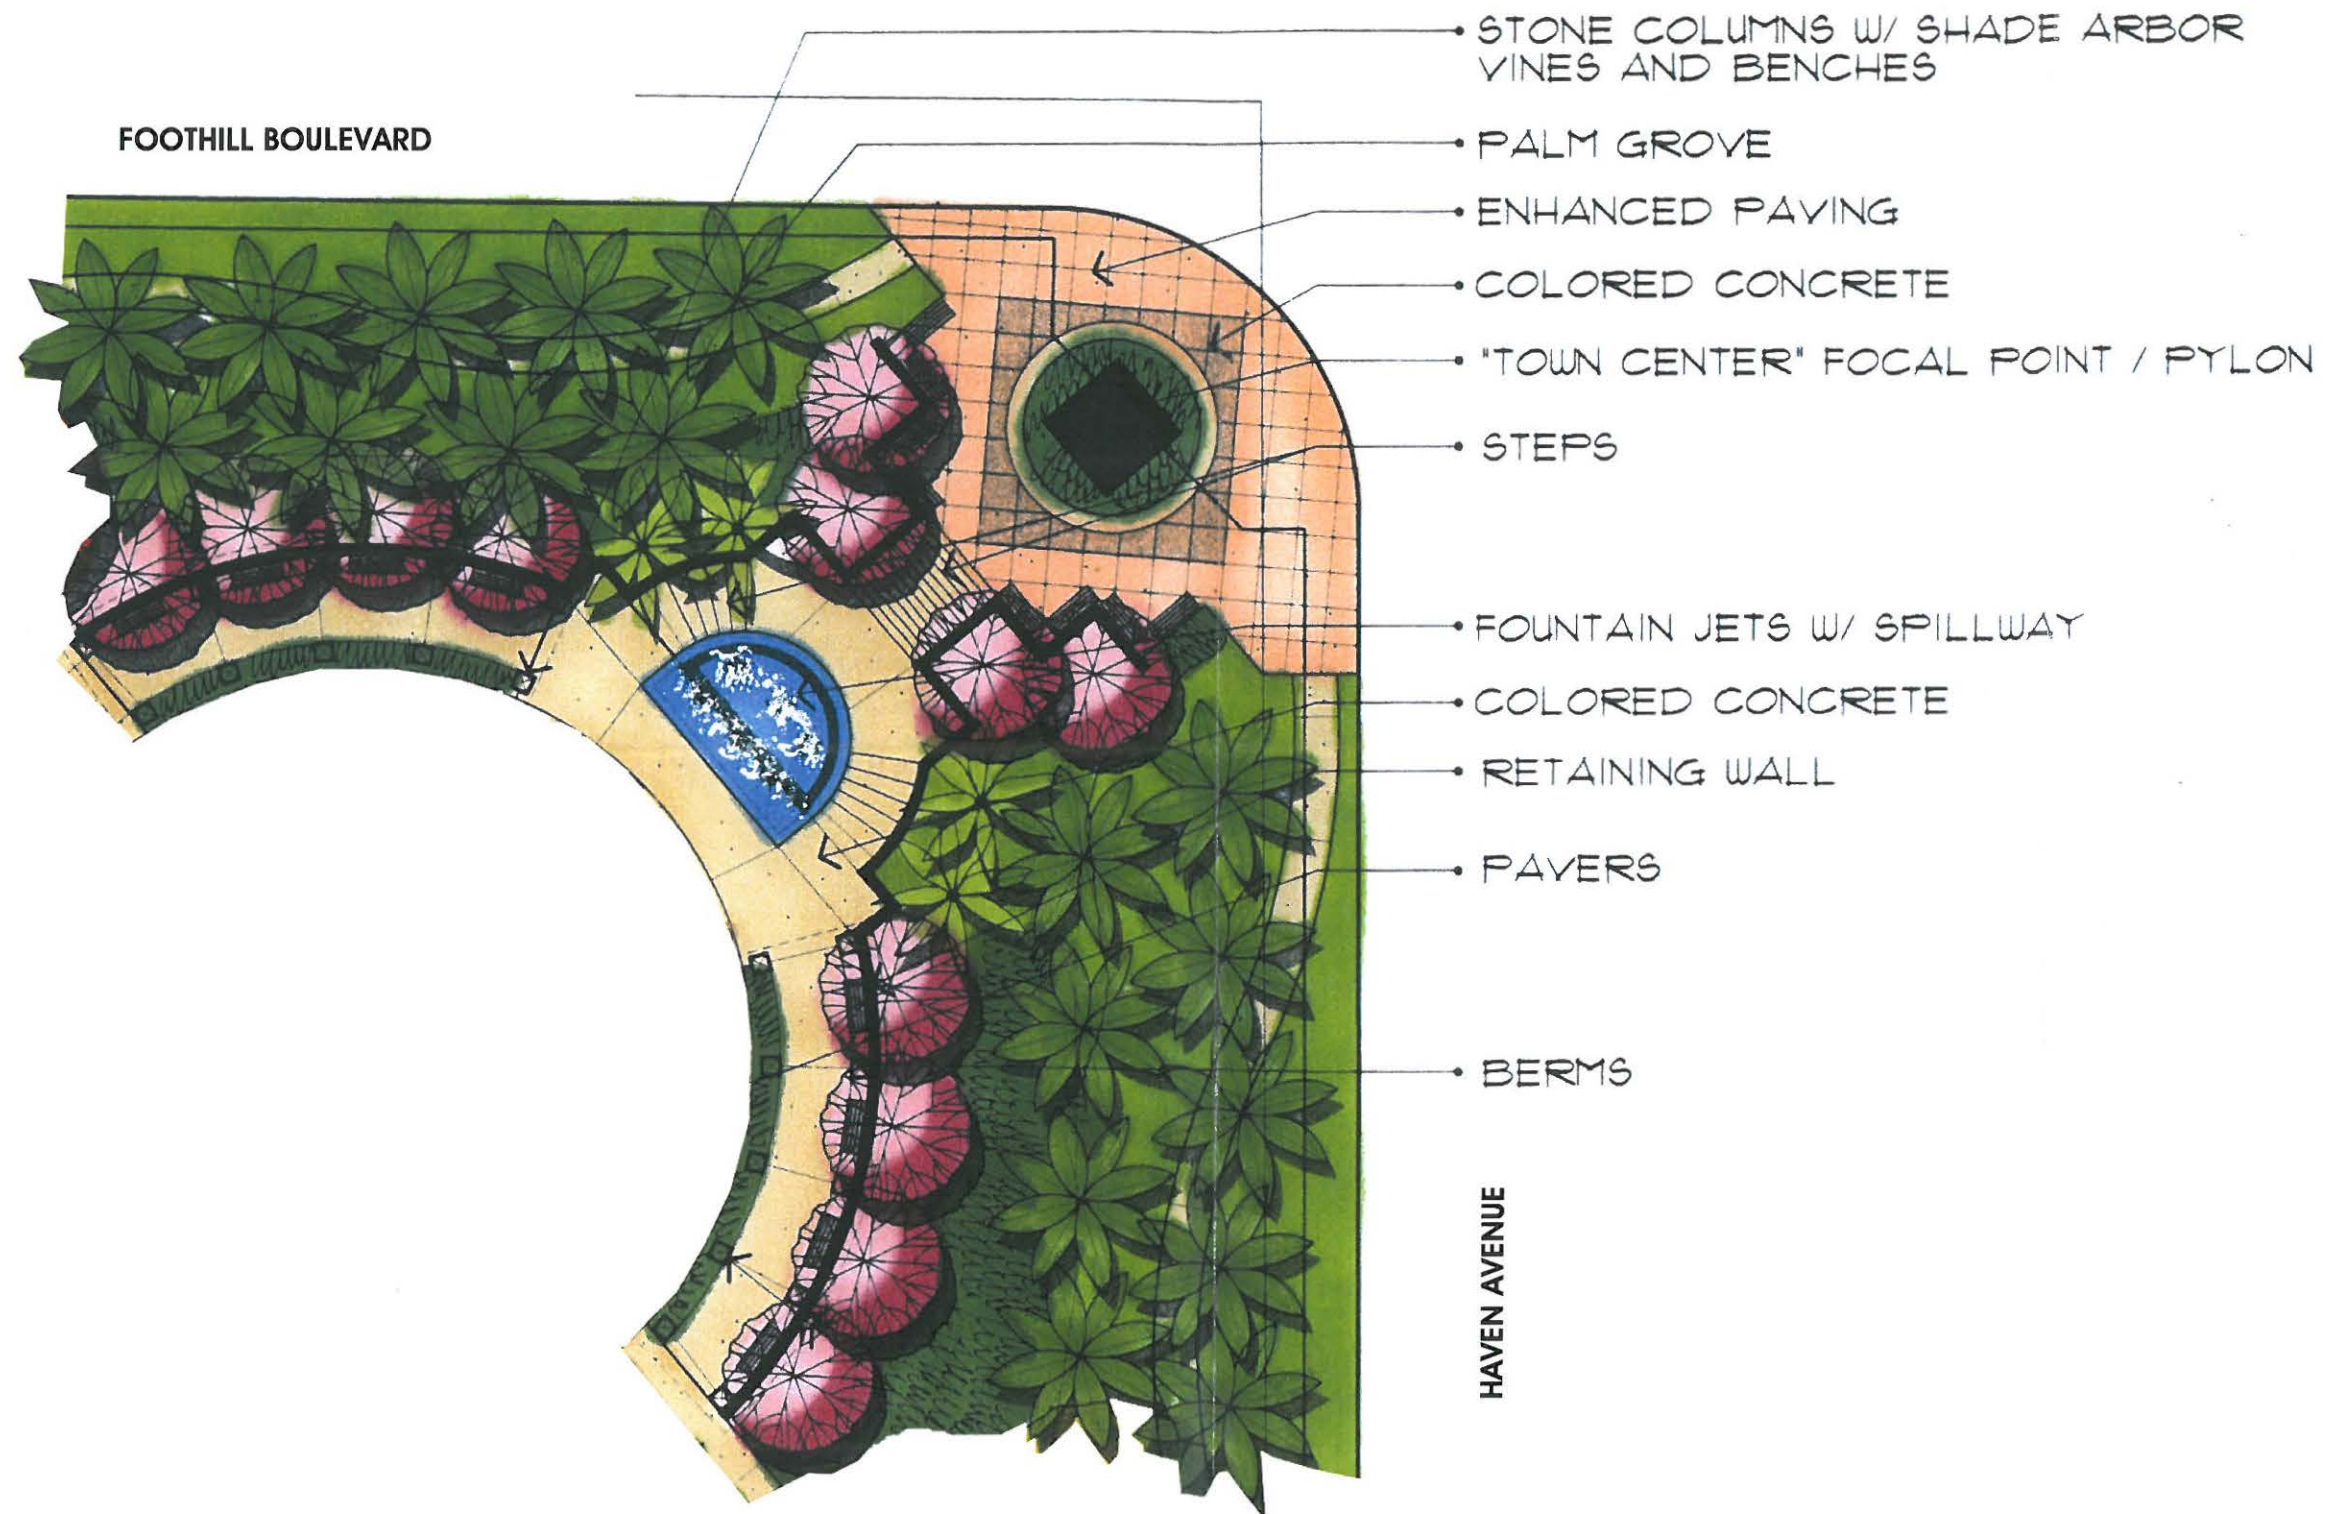 STONE COLUMNS W/ SHADE ARBOR
VINES AND BENCHES
FOOTHILL BOULEVARD
PALM GROVE
ENHANCED PAVING
COLORED CONCRETE
"TOWN CENTER" FOCAL POINT / PYLON
STEPS
FOUNTAIN JETS W/ SPILLWAY
COLORED CONCRETE
RETAINING WALL
PAVERS
BERMS
HAVEN AVENUE